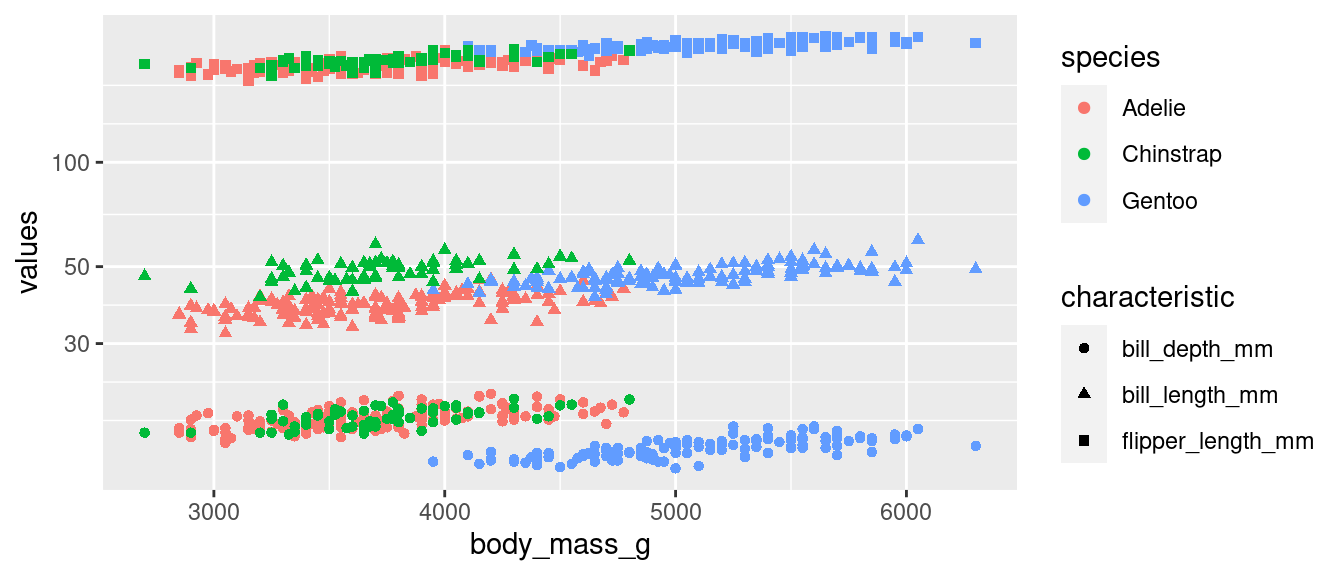 values
100
50
30
3000 4000 5000 6000
body_mass_g
species
Adelie
Chinstrap
Gentoo
characteristic
bill_depth_mm
bill_length_mm
flipper_length_mm